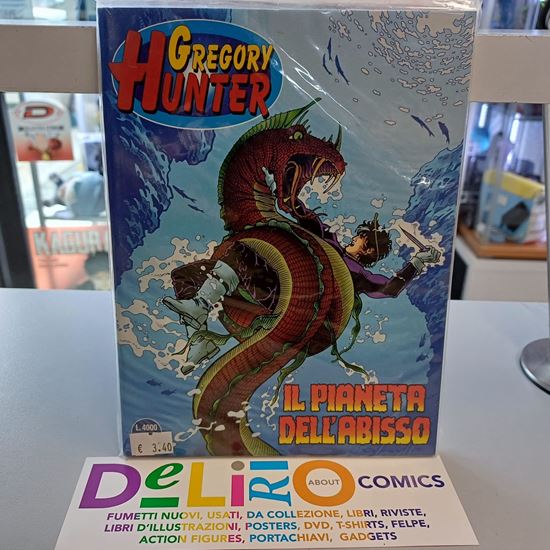 GREGORY
HUNTER
KAGURA
IL PIANETA
DELL'ABISSO
L. 4000
€ 3.40
DeLiRIO ABOUT COMICS
FUMETTI NUOVI, USATI, DA COLLEZIONE, LIBRI, RIVISTE,
LIBRI D'ILLUSTRAZIONI, POSTERS, DVD, T-SHIRTS, FELPE,
ACTION FIGURES, PORTACHIAVI, GADGETS